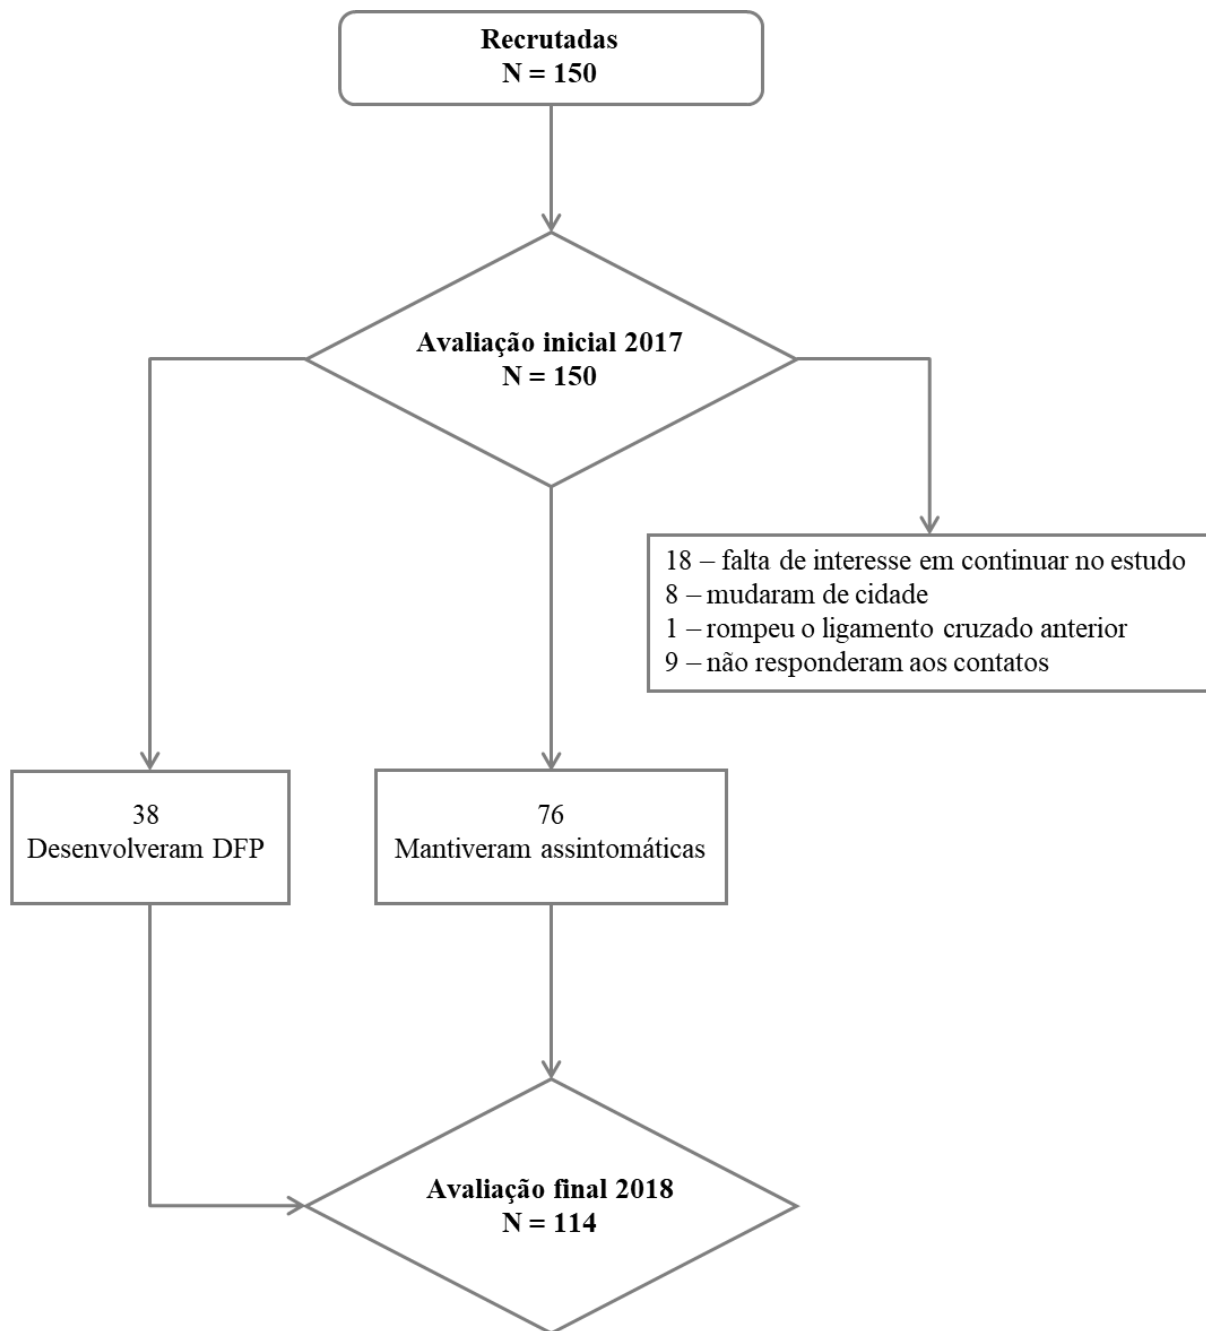 Recrutadas
N = 150
Avaliação inicial 2017
N = 150
18 – falta de interesse em continuar no estudo
8 – mudaram de cidade
1 – rompeu o ligamento cruzado anterior
9 – não responderam aos contatos
38
Desenvolveram DFP
76
Mantiveram assintomáticas
Avaliação final 2018
N = 114